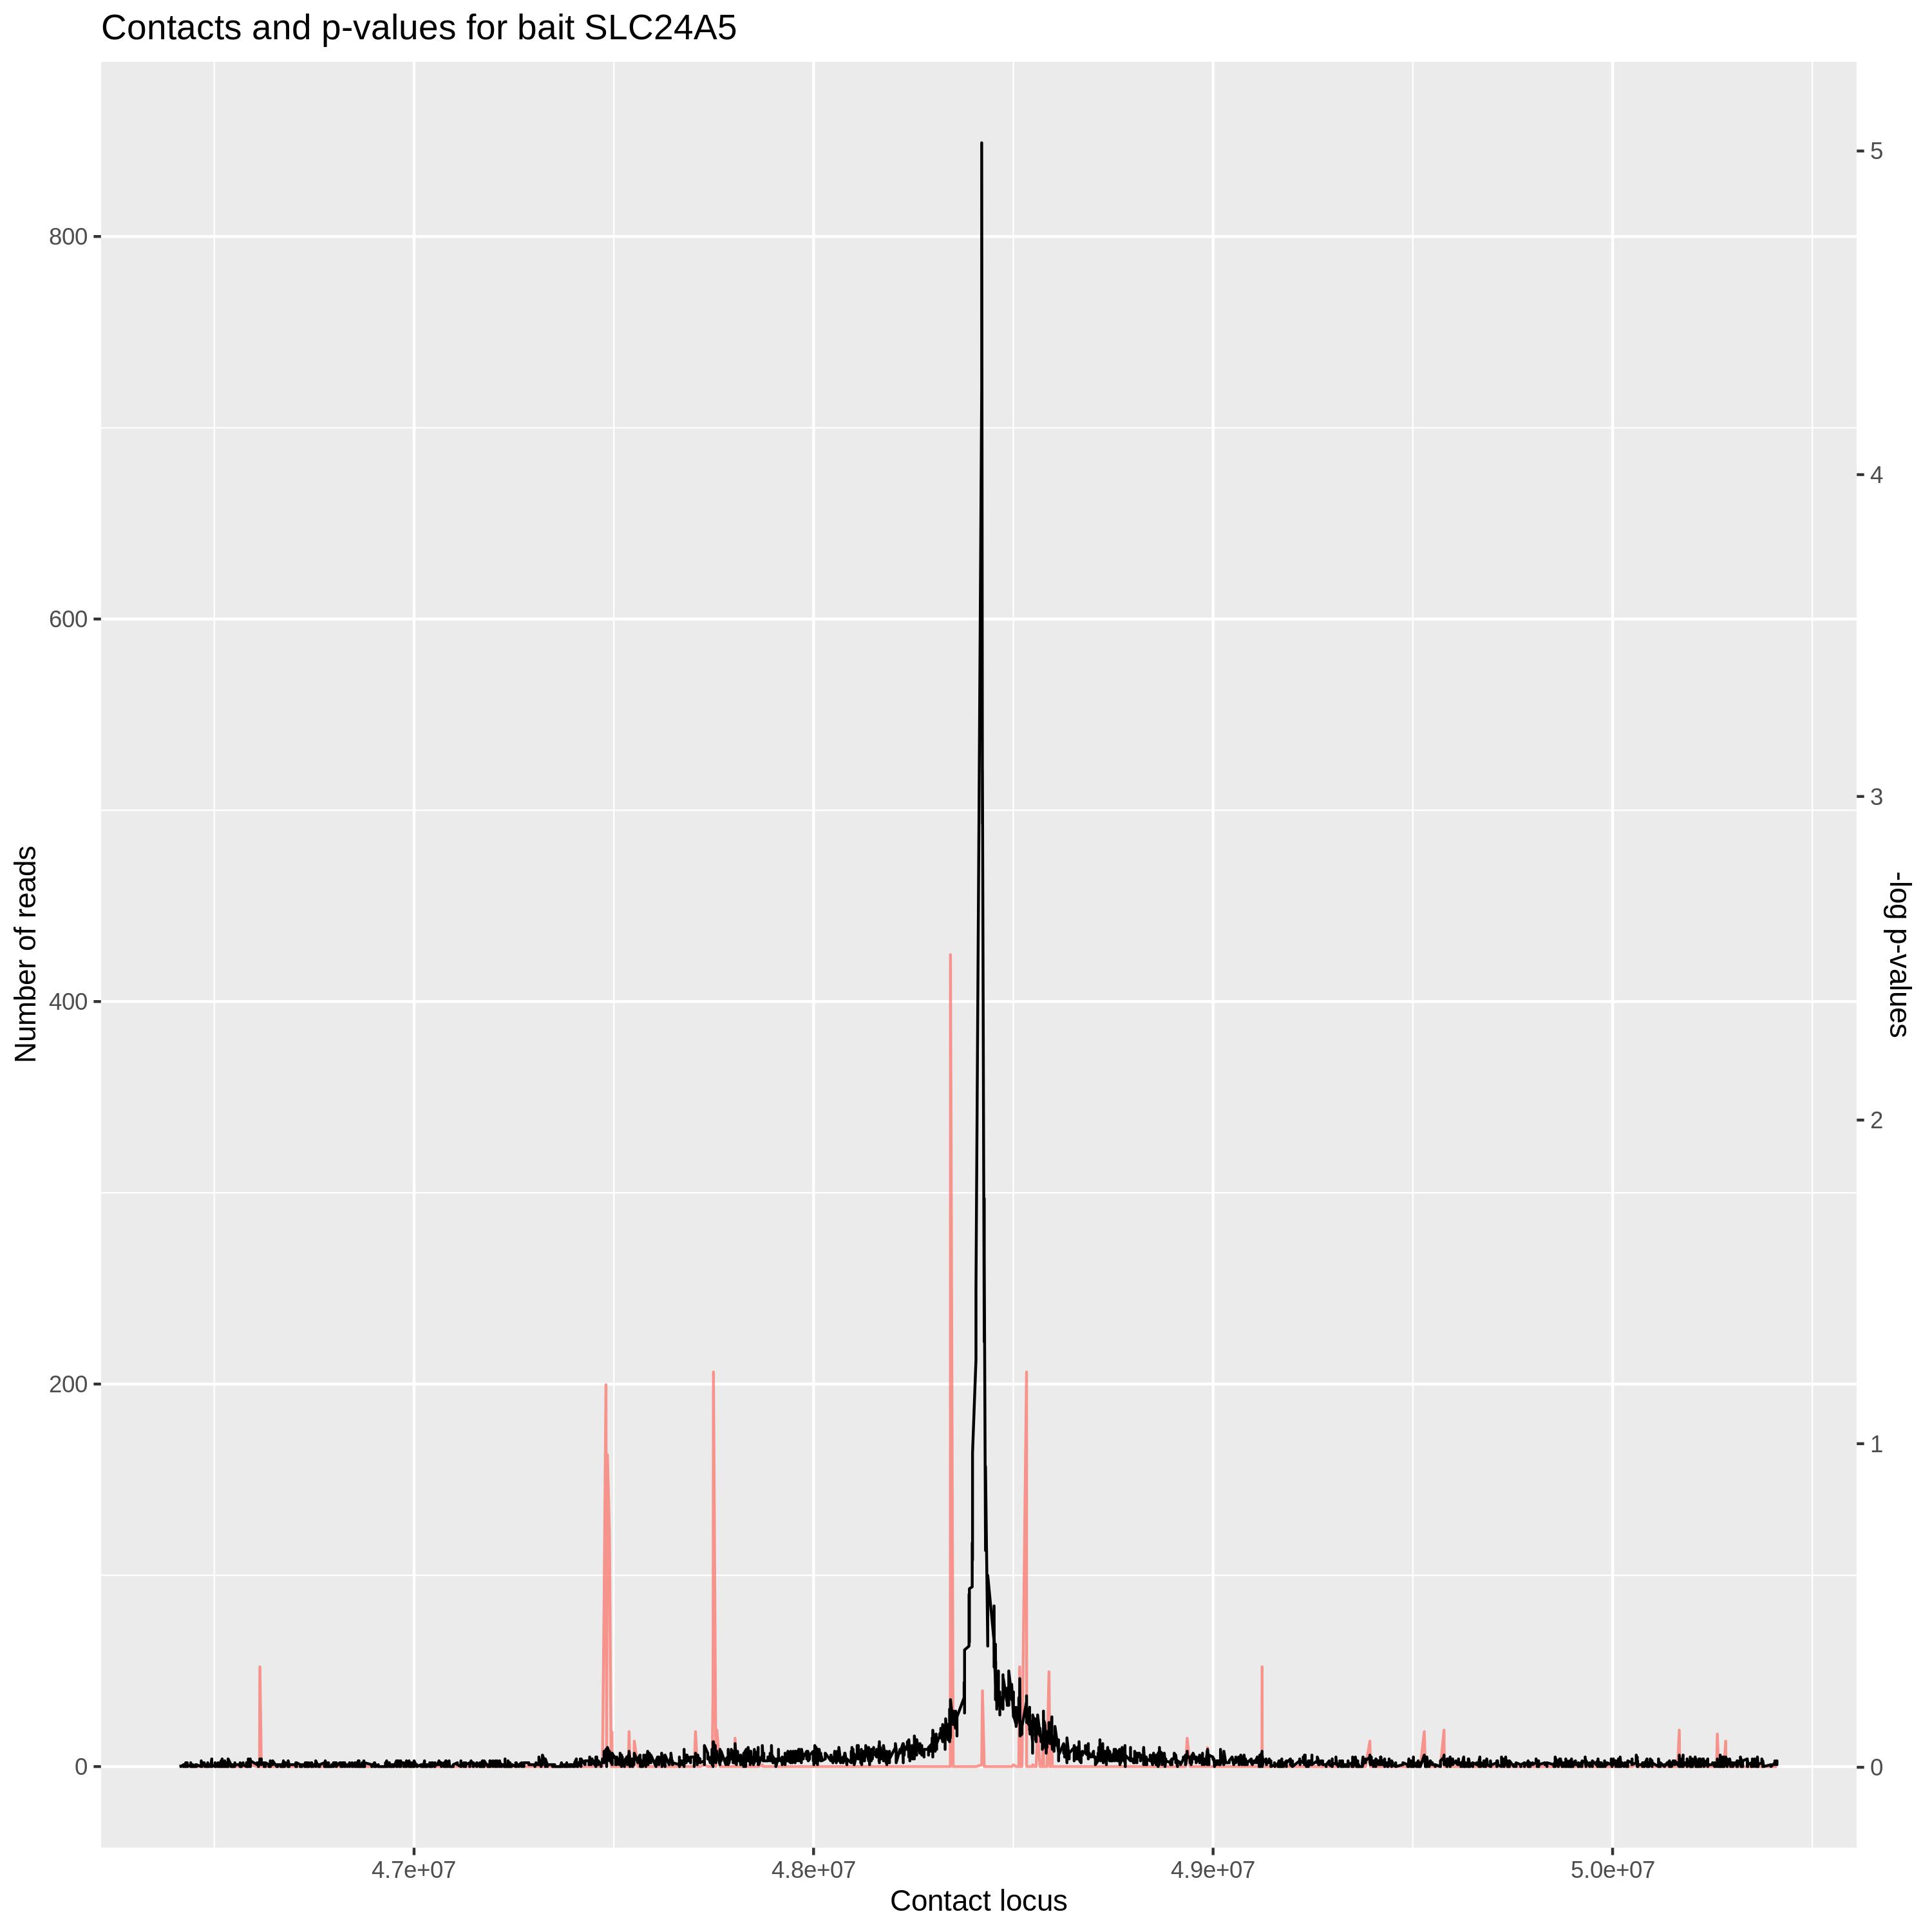 Contacts and p-values for bait SLC24A5
800
600
400
200
0
Number of reads
5
4
3
2
1
0
-log p-values
4.7e+07
4.8e+07
4.9e+07
5.0e+07
Contact locus